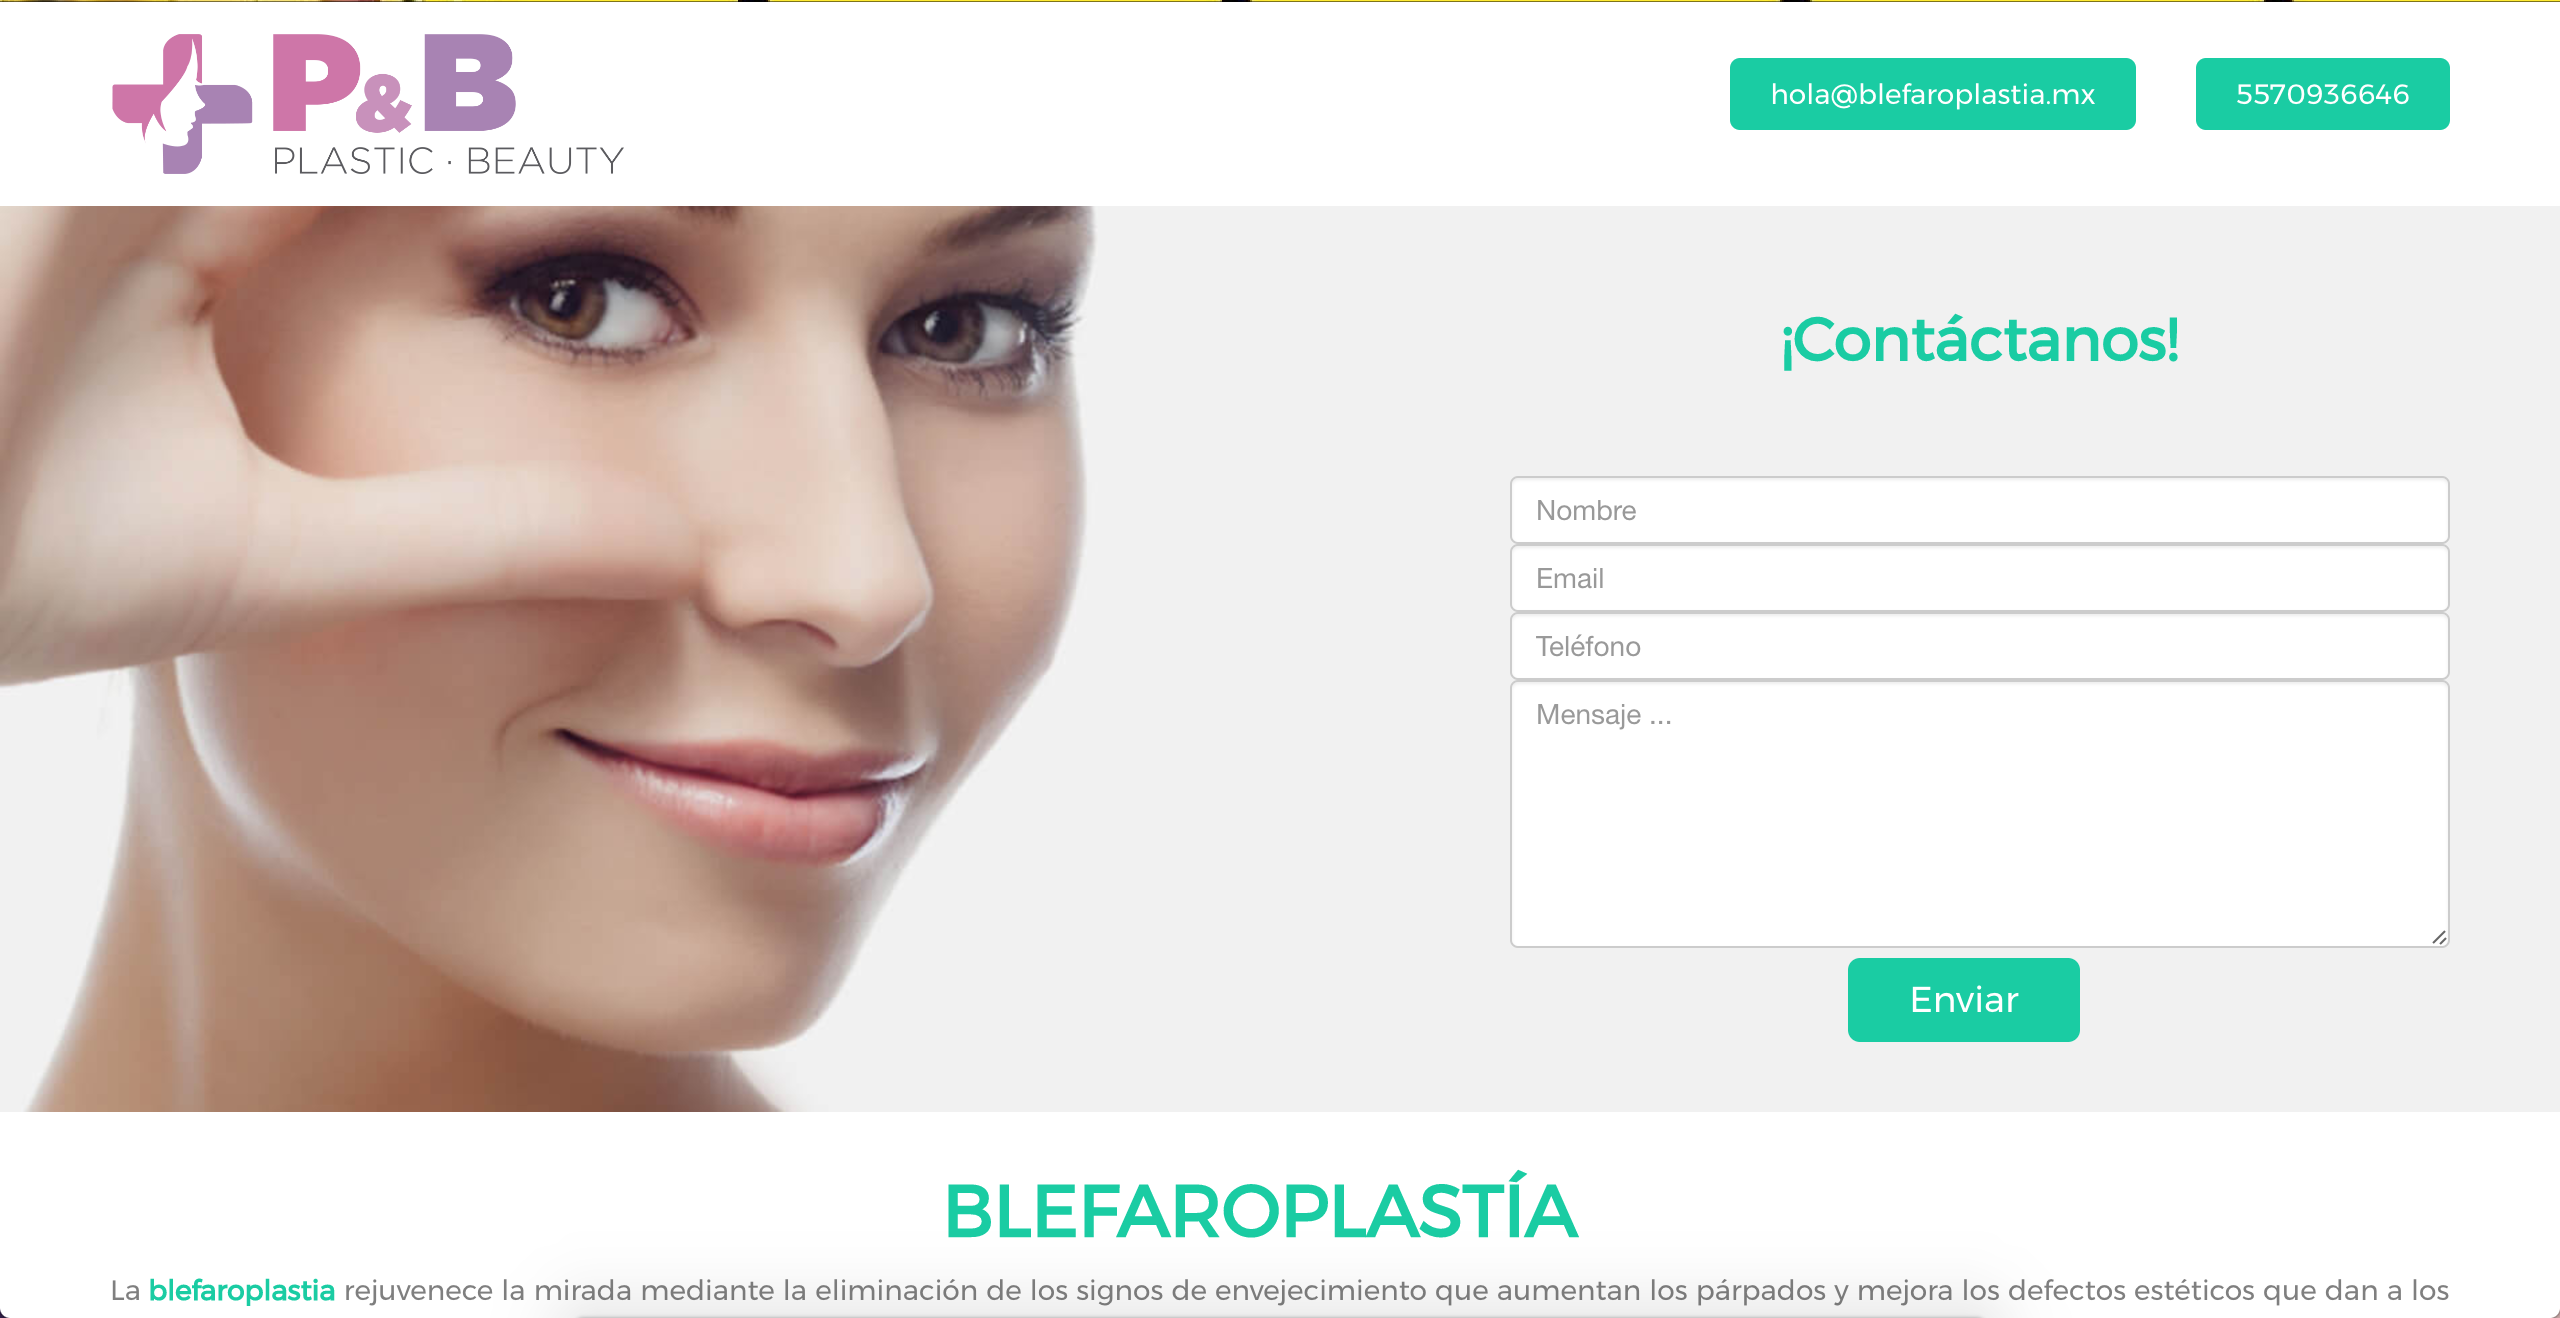 P&B
PLASTIC · BEAUTY
hola@blefaroplastia.mx
5570936646
¡Contáctanos!
Nombre
Email
Teléfono
Mensaje ...
Enviar
BLEFAROPLASTÍA
La blefaroplastia rejuvenece la mirada mediante la eliminación de los signos de envejecimiento que aumentan los párpados y mejora los defectos estéticos que dan a los